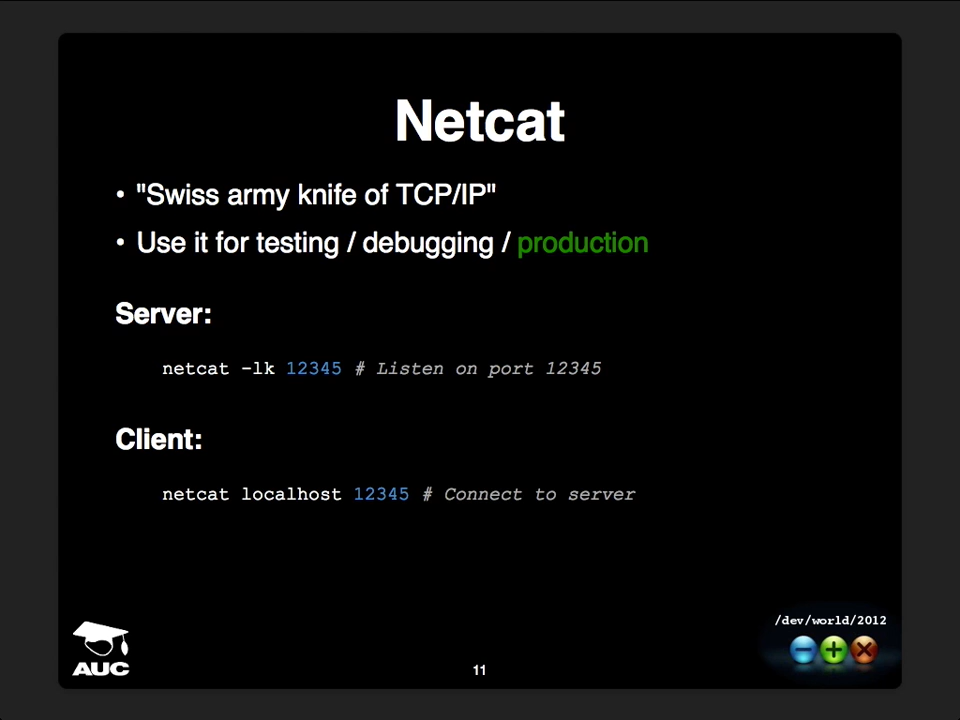 Netcat
• "Swiss army knife of TCP/IP"
• Use it for testing / debugging / production
Server:
netcat -lk 12345 # Listen on port 12345
Client:
netcat localhost 12345 # Connect to server
/dev/world/2012
AUC
11